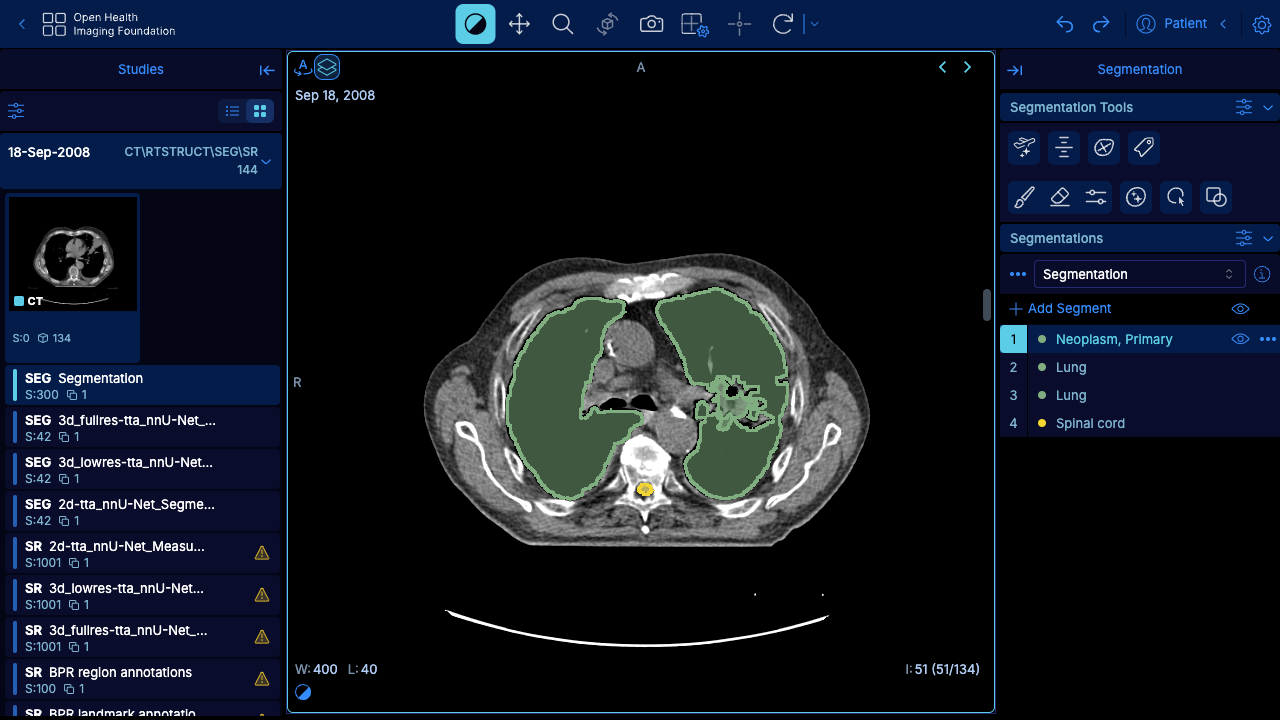 Open Health
Imaging Foundation
Patient
Studies
18-Sep-2008
CT\RTSTRUCT\SEG\SR
144
CT
S:0 134
SEG Segmentation
S:300 1
SEG 3d_fullres-tta_nnU-Net_...
S:42 1
SEG 3d_lowres-tta_nnU-Net...
S:42 1
SEG 2d-tta_nnU-Net_Segme...
S:42 1
SR 2d-tta_nnU-Net_Measu...
S:1001 1
SR 3d_lowres-tta_nnU-Net...
S:1001 1
SR 3d_fullres-tta_nnU-Net_...
S:1001 1
SR BPR region annotations
S:100 1
SR BPR landmark annotatio...
A
A
Sep 18, 2008
R
W: 400 L: 40
I: 51 (51/134)
Segmentation
Segmentation Tools
Segmentations
Segmentation
Add Segment
1 Neoplasm, Primary
2 Lung
3 Lung
4 Spinal cord